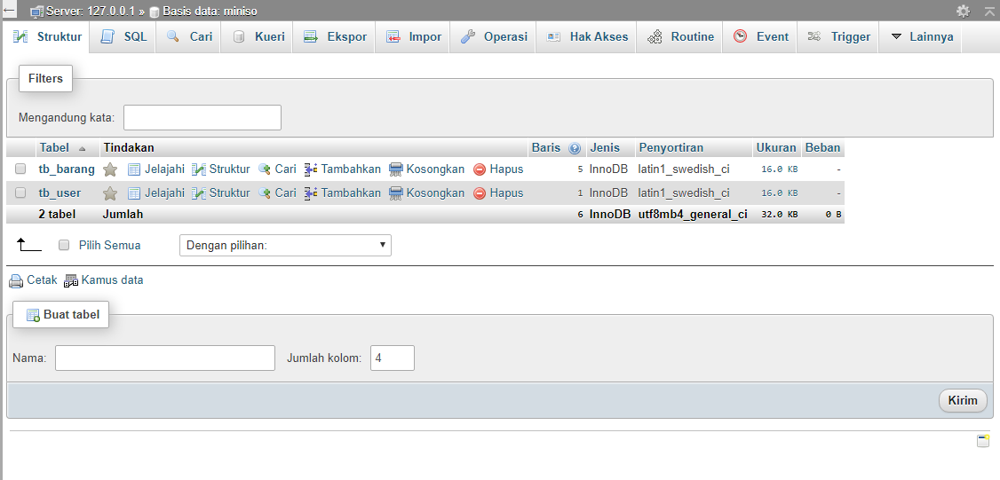 Server: 127.0.0.1 » Basis data: miniso
Struktur SQL Cari Kueri Ekspor Impor Operasi Hak Akses Routine Event Trigger Lainnya
Filters
Mengandung kata:
Tabel Tindakan Baris Jenis Penyortiran Ukuran Beban
tb_barang Jelajahi Struktur Cari Tambahkan Kosongkan Hapus 5 InnoDB latin1_swedish_ci 16.0 KB -
tb_user Jelajahi Struktur Cari Tambahkan Kosongkan Hapus 1 InnoDB latin1_swedish_ci 16.0 KB -
2 tabel Jumlah 6 InnoDB utf8mb4_general_ci 32.0 KB 0 B
Pilih Semua Dengan pilihan:
Cetak Kamus data
Buat tabel
Nama: Jumlah kolom: 4
Kirim